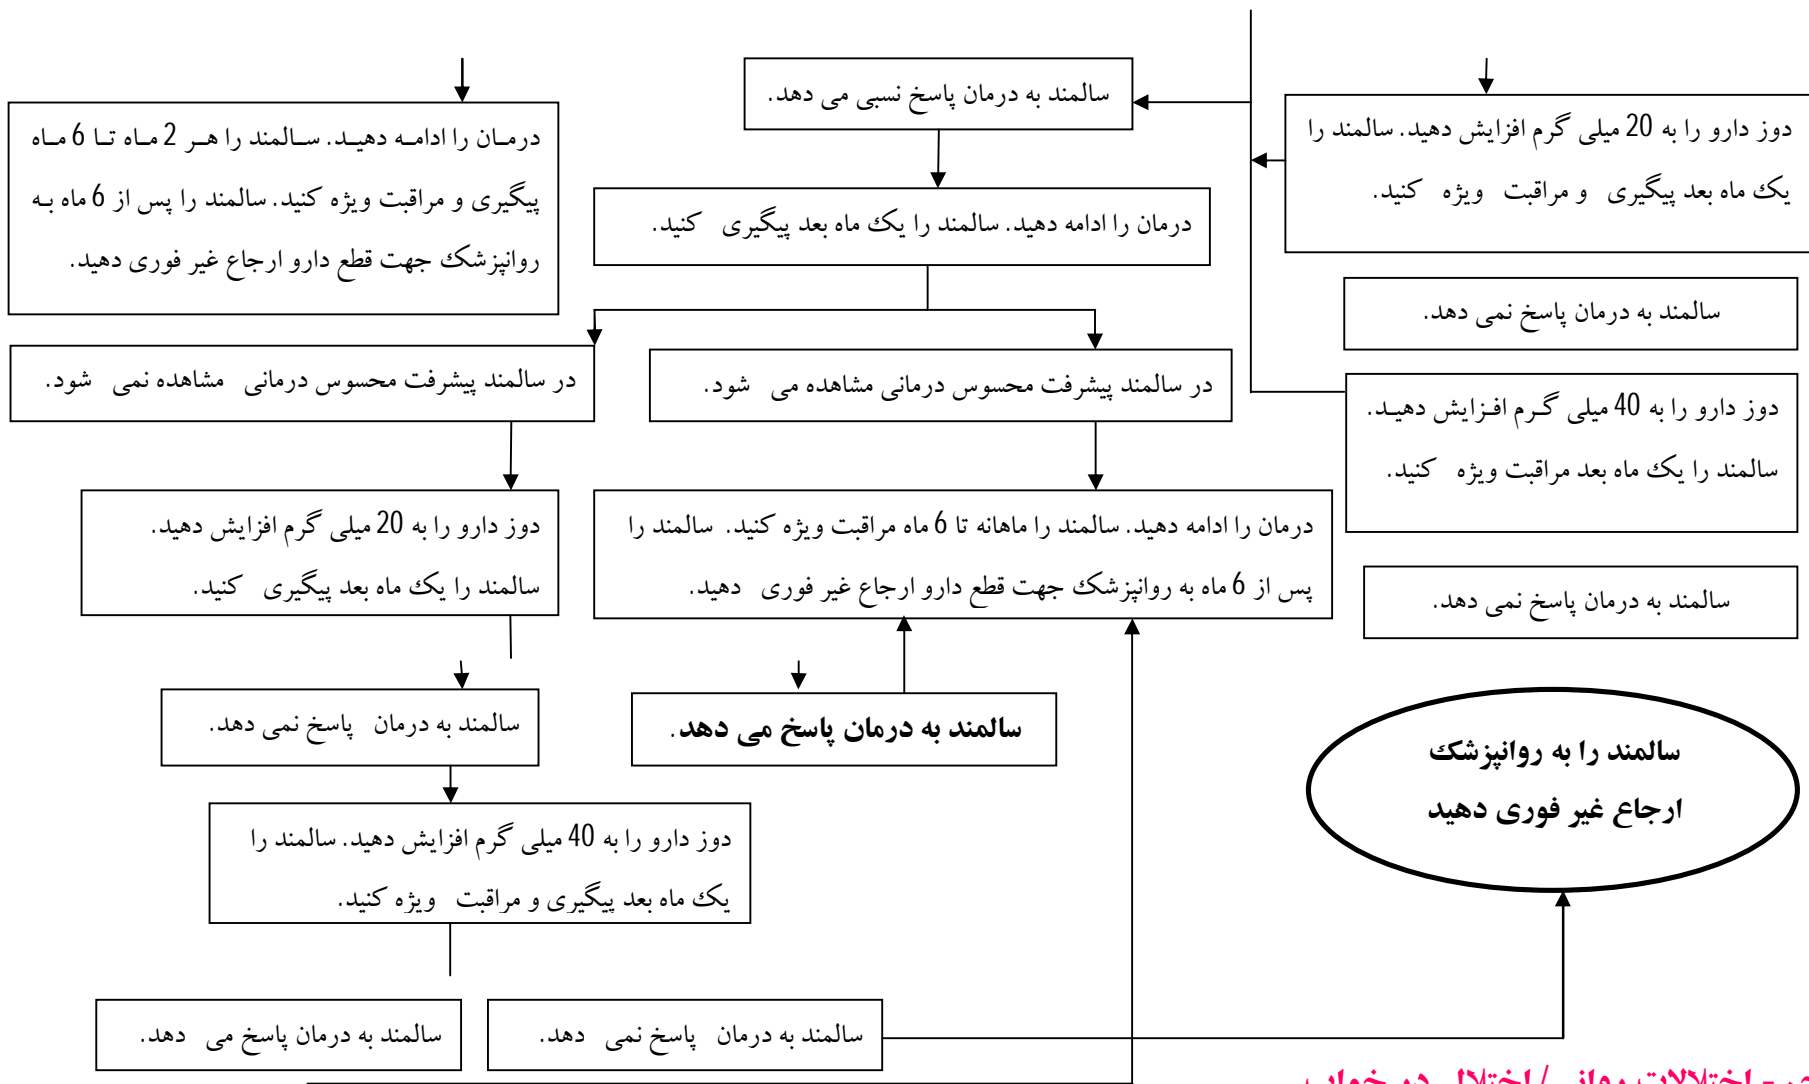 سالمند به درمان پاسخ نسبی می دهد.
دوز دارو را به 20 میلی گرم افزایش دهید. سالمند را
یک ماه بعد پیگیری و مراقبت ویژه کنید.
درمان را ادامه دهید. سالمند را هر 2 ماه تا 6 ماه
پیگیری و مراقبت ویژه کنید. سالمند را پس از 6 ماه به
روانپزشک جهت قطع دارو ارجاع غیر فوری دهید.
درمان را ادامه دهید. سالمند را یک ماه بعد پیگیری کنید.
سالمند به درمان پاسخ نمی دهد.
در سالمند پیشرفت محسوس درمانی مشاهده می شود.
در سالمند پیشرفت محسوس درمانی مشاهده نمی شود.
دوز دارو را به 40 میلی گرم افزایش دهید.
سالمند را یک ماه بعد مراقبت ویژه کنید.
درمان را ادامه دهید. سالمند را ماهانه تا 6 ماه مراقبت ویژه کنید. سالمند را
پس از 6 ماه به روانپزشک جهت قطع دارو ارجاع غیر فوری دهید.
دوز دارو را به 20 میلی گرم افزایش دهید.
سالمند را یک ماه بعد پیگیری کنید.
سالمند به درمان پاسخ نمی دهد.
سالمند به درمان پاسخ می دهد.
سالمند به درمان پاسخ نمی دهد.
سالمند را به روانپزشک
ارجاع غیر فوری دهید
دوز دارو را به 40 میلی گرم افزایش دهید. سالمند را
یک ماه بعد پیگیری و مراقبت ویژه کنید.
سالمند به درمان پاسخ نمی دهد.
سالمند به درمان پاسخ می دهد.
اختلالات روانی / اختلال در خواب